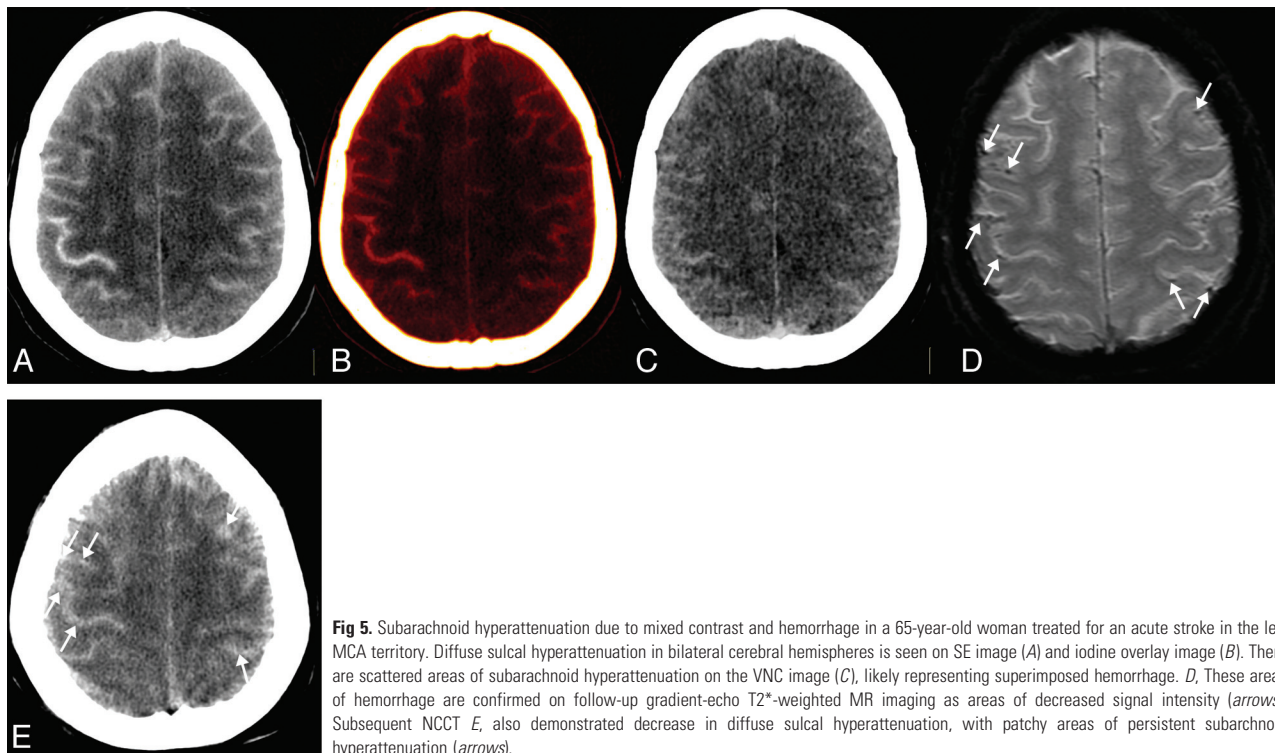 A
B
C
D
E
Fig 5. Subarachnoid hyperattenuation due to mixed contrast and hemorrhage in a 65-year-old woman treated for an acute stroke in the le
MCA territory. Diffuse sulcal hyperattenuation in bilateral cerebral hemispheres is seen on SE image (A) and iodine overlay image (B). Ther
are scattered areas of subarachnoid hyperattenuation on the VNC image (C), likely representing superimposed hemorrhage. D, These area
of hemorrhage are confirmed on follow-up gradient-echo T2*-weighted MR imaging as areas of decreased signal intensity (arrows
Subsequent NCCT E, also demonstrated decrease in diffuse sulcal hyperattenuation, with patchy areas of persistent subarchno
hyperattenuation (arrows).